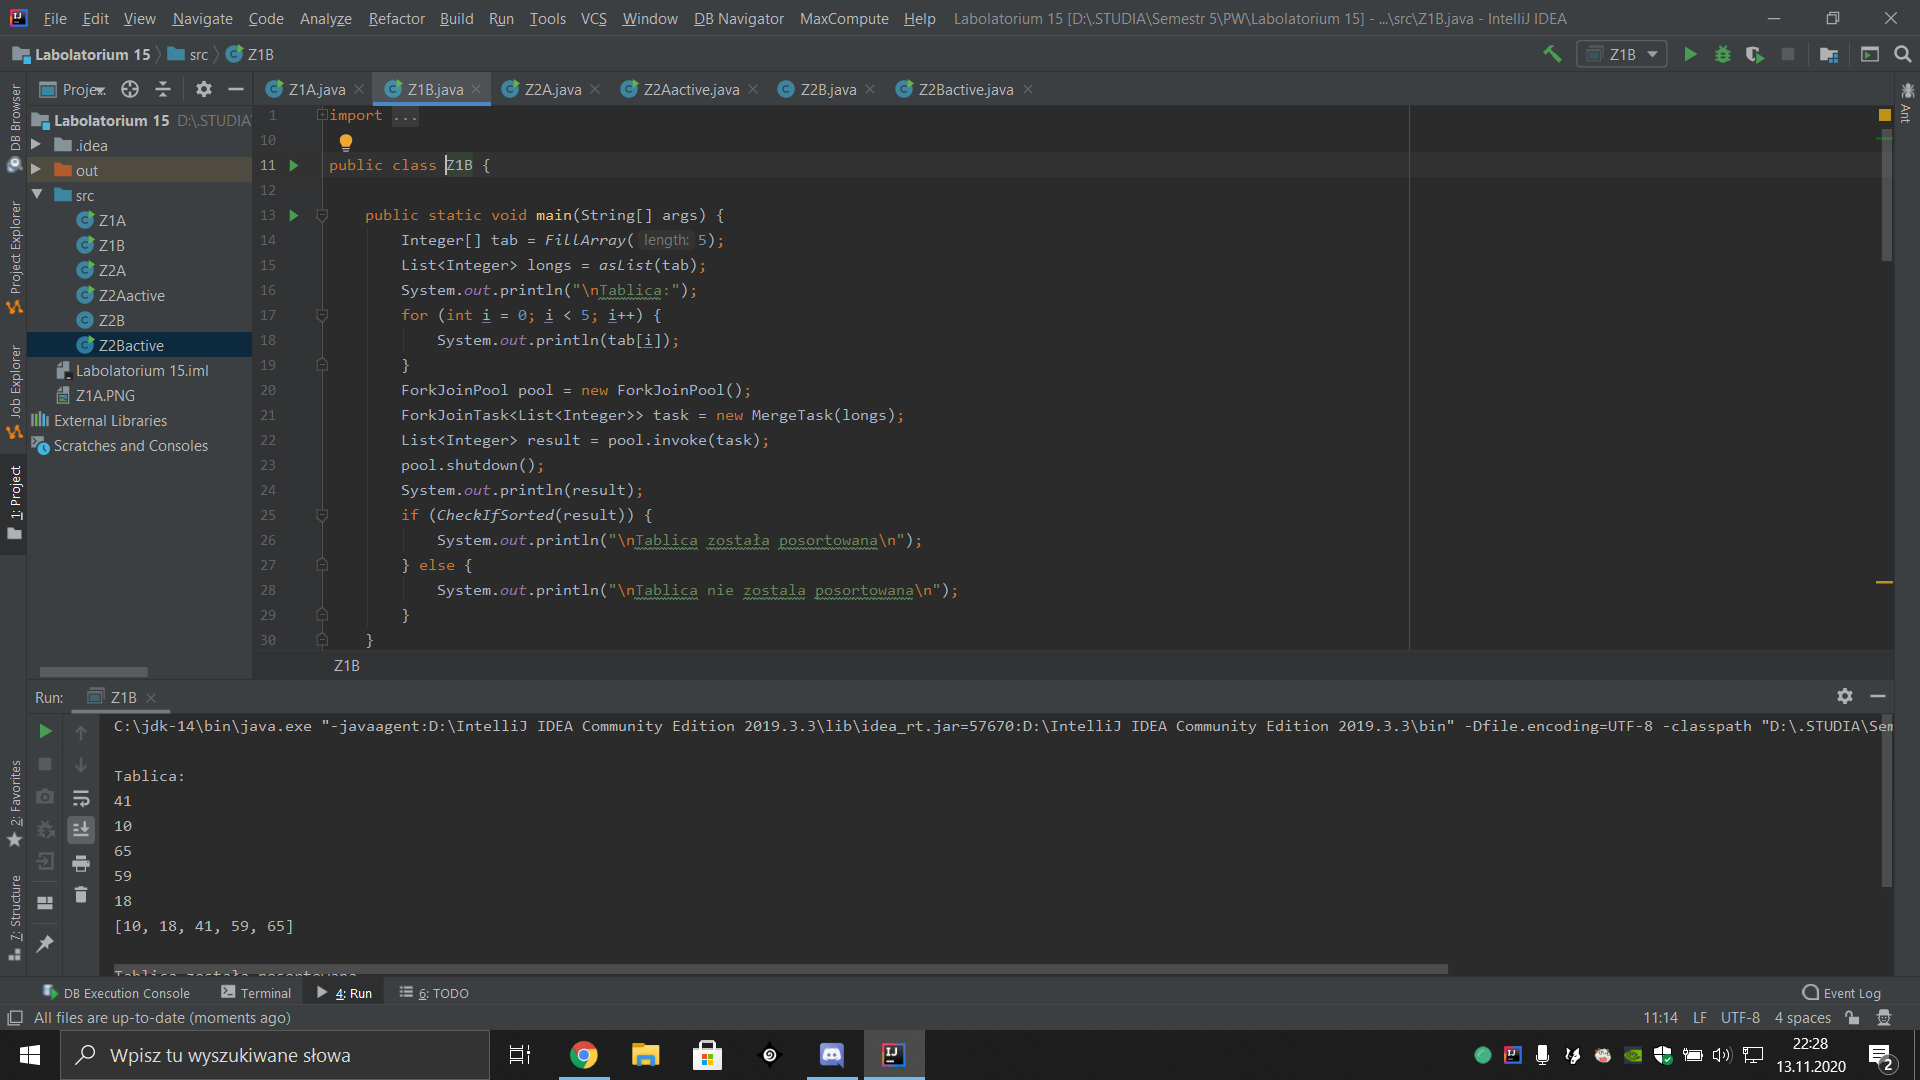 File Edit View Navigate Code Analyze Refactor Build Run Tools VCS Window DB Navigator MaxCompute Help Labolatorium 15 [D:\.STUDIA\Semestr 5\PW\Labolatorium 15] - ...\src\Z1B.java - IntelliJ IDEA
Labolatorium 15 src Z1B
Z1B
Projec
Z1A.java Z1B.java Z2A.java Z2Aactive.java Z2B.java Z2Bactive.java
Labolatorium 15 D:\.STUDIA
.idea
out
src
Z1A
Z1B
Z2A
Z2Aactive
Z2B
Z2Bactive
Labolatorium 15.iml
Z1A.PNG
External Libraries
Scratches and Consoles
DB Browser
Project Explorer
Job Explorer
1: Project
2: Favorites
7: Structure
Ant
1 import ...
10
11 public class Z1B {
12
13 public static void main(String[] args) {
14 Integer[] tab = FillArray( length: 5);
15 List<Integer> longs = asList(tab);
16 System.out.println("\nTablica:");
17 for (int i = 0; i < 5; i++) {
18 System.out.println(tab[i]);
19 }
20 ForkJoinPool pool = new ForkJoinPool();
21 ForkJoinTask<List<Integer>> task = new MergeTask(longs);
22 List<Integer> result = pool.invoke(task);
23 pool.shutdown();
24 System.out.println(result);
25 if (CheckIfSorted(result)) {
26 System.out.println("\nTablica została posortowana\n");
27 } else {
28 System.out.println("\nTablica nie zostala posortowana\n");
29 }
30 }
Z1B
Run: Z1B
C:\jdk-14\bin\java.exe "-javaagent:D:\IntelliJ IDEA Community Edition 2019.3.3\lib\idea_rt.jar=57670:D:\IntelliJ IDEA Community Edition 2019.3.3\bin" -Dfile.encoding=UTF-8 -classpath "D:\.STUDIA\Sem
Tablica:
41
10
65
59
18
[10, 18, 41, 59, 65]
Tablica została posortowana
DB Execution Console Terminal 4: Run 6: TODO Event Log
All files are up-to-date (moments ago) 11:14 LF UTF-8 4 spaces
Wpisz tu wyszukiwane słowa
22:28
13.11.2020
2